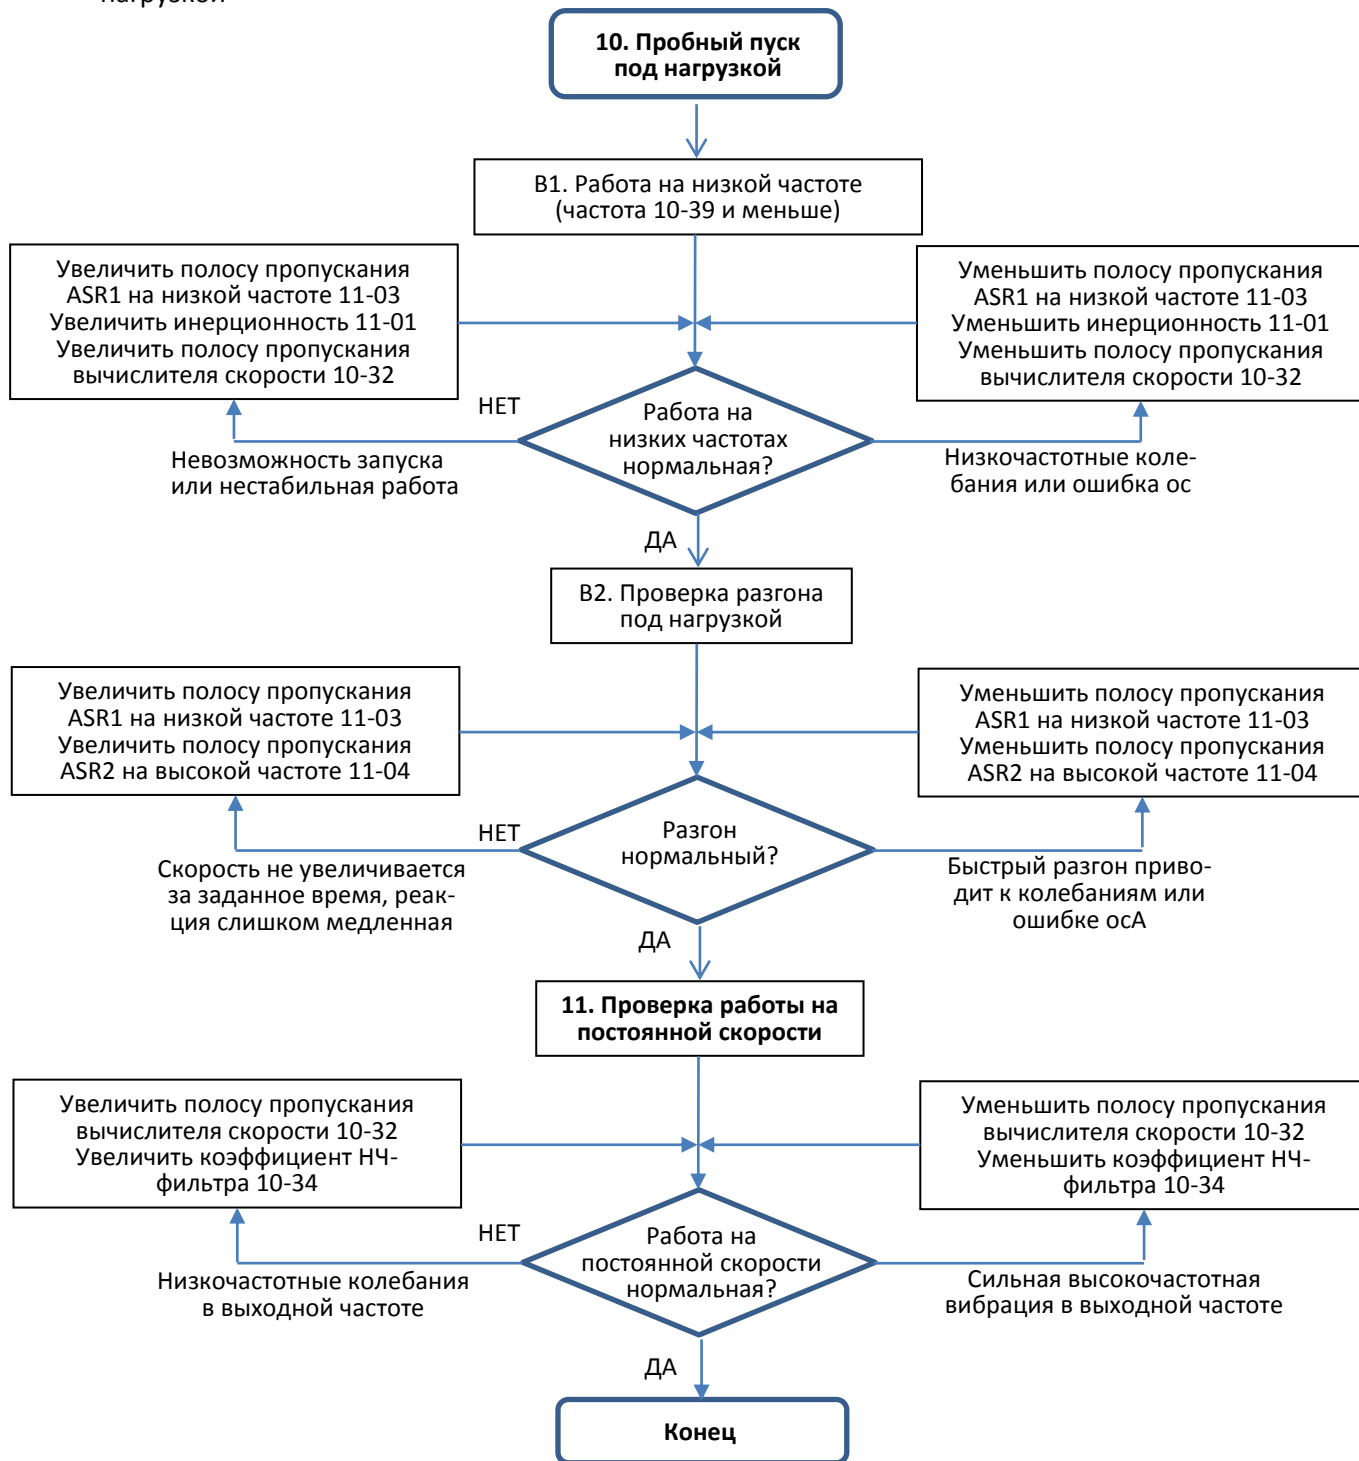 нагрузкой
10. Пробный пуск
под нагрузкой
В1. Работа на низкой частоте
(частота 10-39 и меньше)
Увеличить полосу пропускания
ASR1 на низкой частоте 11-03
Увеличить инерционность 11-01
Увеличить полосу пропускания
вычислителя скорости 10-32
Уменьшить полосу пропускания
ASR1 на низкой частоте 11-03
Уменьшить инерционность 11-01
Уменьшить полосу пропускания
вычислителя скорости 10-32
НЕТ
Работа на
низких частотах
нормальная?
Невозможность запуска
или нестабильная работа
Низкочастотные коле-
бания или ошибка ос
ДА
В2. Проверка разгона
под нагрузкой
Увеличить полосу пропускания
ASR1 на низкой частоте 11-03
Увеличить полосу пропускания
ASR2 на высокой частоте 11-04
Уменьшить полосу пропускания
ASR1 на низкой частоте 11-03
Уменьшить полосу пропускания
ASR2 на высокой частоте 11-04
НЕТ
Разгон
нормальный?
Скорость не увеличивается
за заданное время, реак-
ция слишком медленная
Быстрый разгон приво-
дит к колебаниям или
ошибке осА
ДА
11. Проверка работы на
постоянной скорости
Увеличить полосу пропускания
вычислителя скорости 10-32
Увеличить коэффициент НЧ-
фильтра 10-34
Уменьшить полосу пропускания
вычислителя скорости 10-32
Уменьшить коэффициент НЧ-
фильтра 10-34
НЕТ
Работа на
постоянной скорости
нормальная?
Низкочастотные колебания
в выходной частоте
Сильная высокочастотная
вибрация в выходной частоте
ДА
Конец